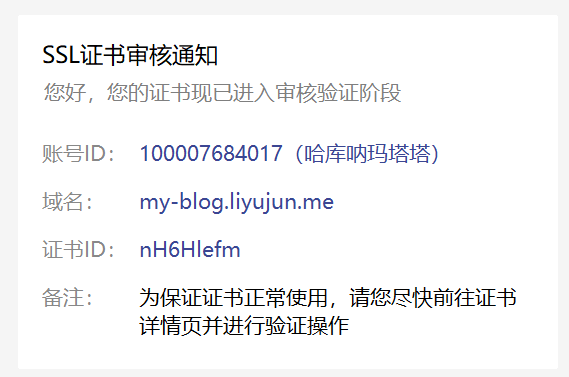 SSL证书审核通知
您好，您的证书现已进入审核验证阶段
账号ID： 100007684017（哈库呐玛塔塔）
域名： my-blog.liyujun.me
证书ID： nH6Hlefm
备注： 为保证证书正常使用，请您尽快前往证书
详情页并进行验证操作